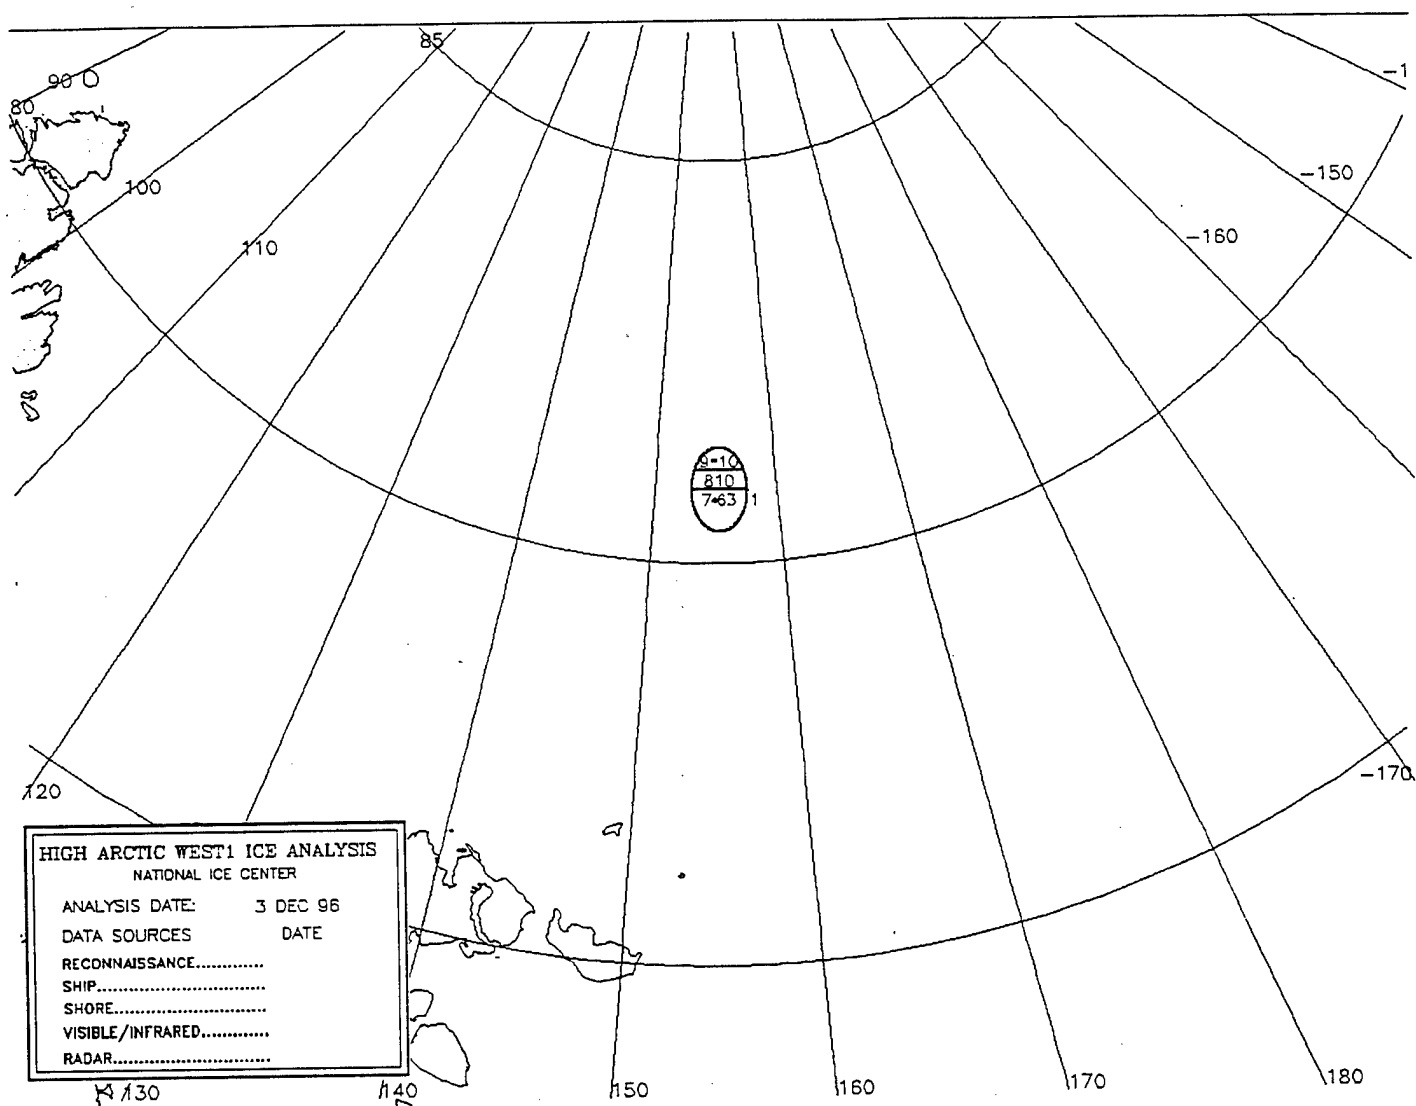 85
-1
90
80
-150
100
-160
110
9-10
810
7•63 1
120
-170
HIGH ARCTIC WEST1 ICE ANALYSIS
NATIONAL ICE CENTER
ANALYSIS DATE: 3 DEC 96
DATA SOURCES DATE
RECONNAISSANCE.............
SHIP...............................
SHORE............................
VISIBLE/INFRARED.............
RADAR.............................
130
140
150
160
170
180